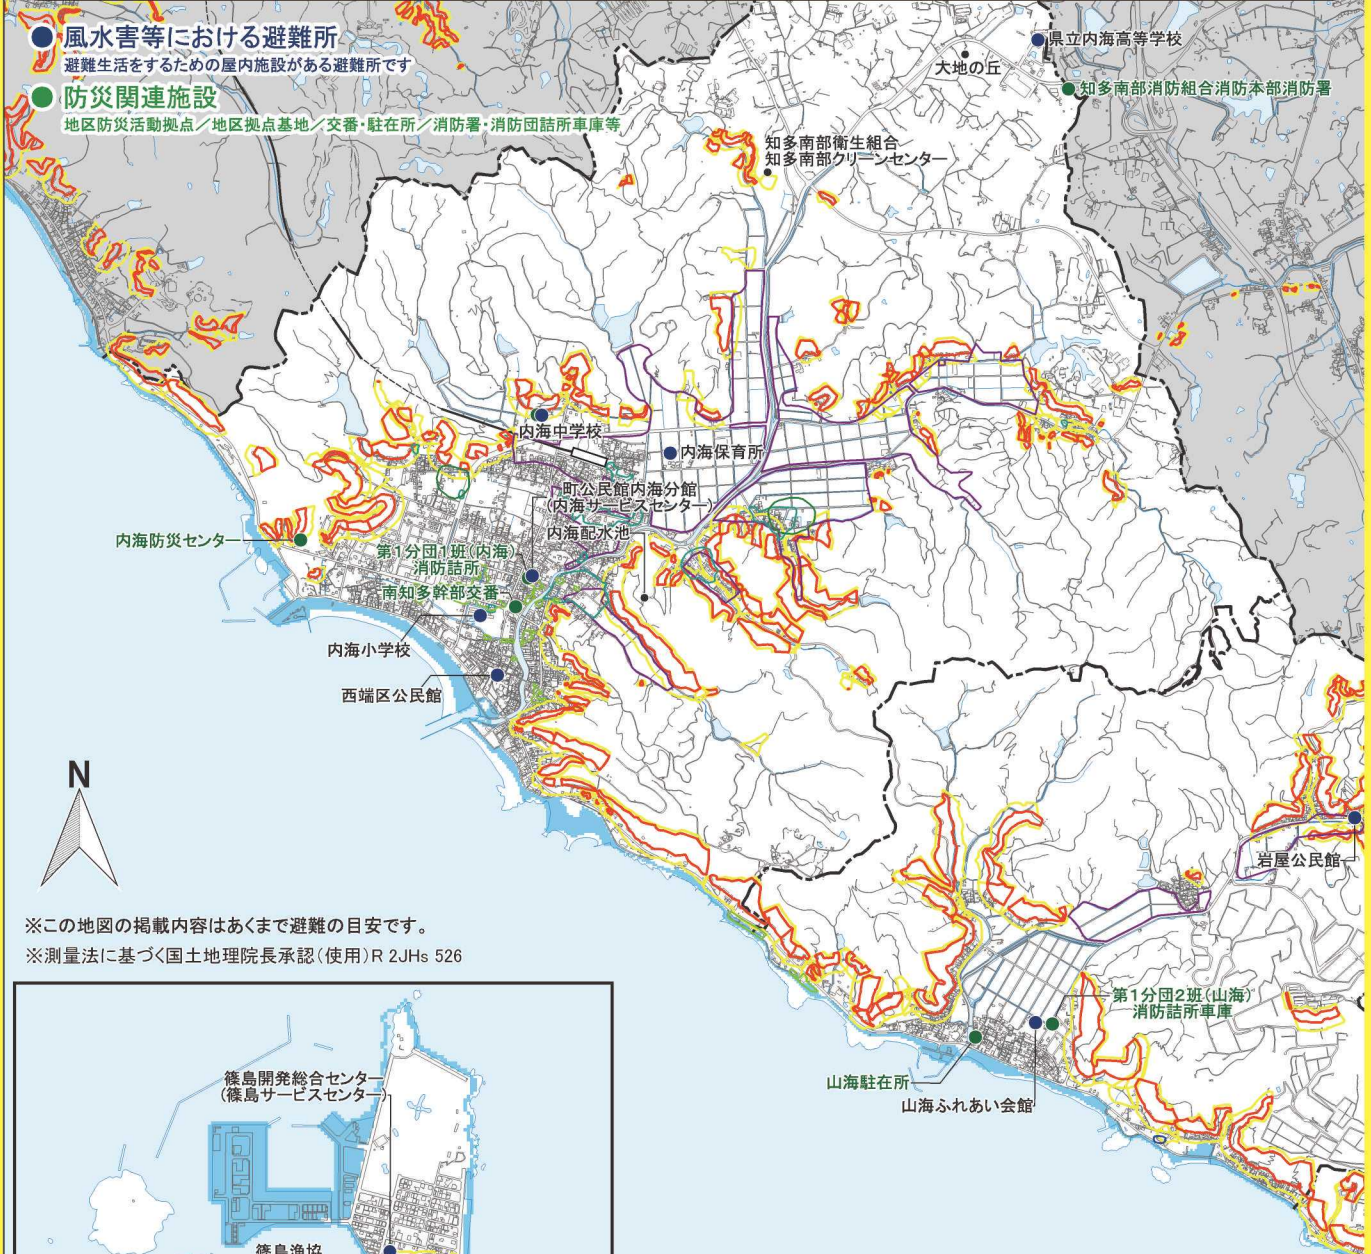 風水害等における避難所
避難生活をするための屋内施設がある避難所です
防災関連施設
地区防災活動拠点/地区拠点基地/交番・駐在所/消防署・消防団詰所車庫等
県立内海高等学校
大地の丘
知多南部消防組合消防本部消防署
知多南部衛生組合
知多南部クリーンセンター
内海中学校
内海保育所
町公民館内海分館
(内海サービスセンター)
内海配水池
内海防災センター
第1分団1班(内海)
消防詰所
南知多幹部交番
内海小学校
西端区公民館
N
岩屋公民館
※この地図の掲載内容はあくまで避難の目安です。
※測量法に基づく国土地理院長承認(使用)R 2JHs 526
第1分団2班(山海)
消防詰所車庫
山海駐在所
山海ふれあい会館
篠島開発総合センター
(篠島サービスセンター)
篠島漁協